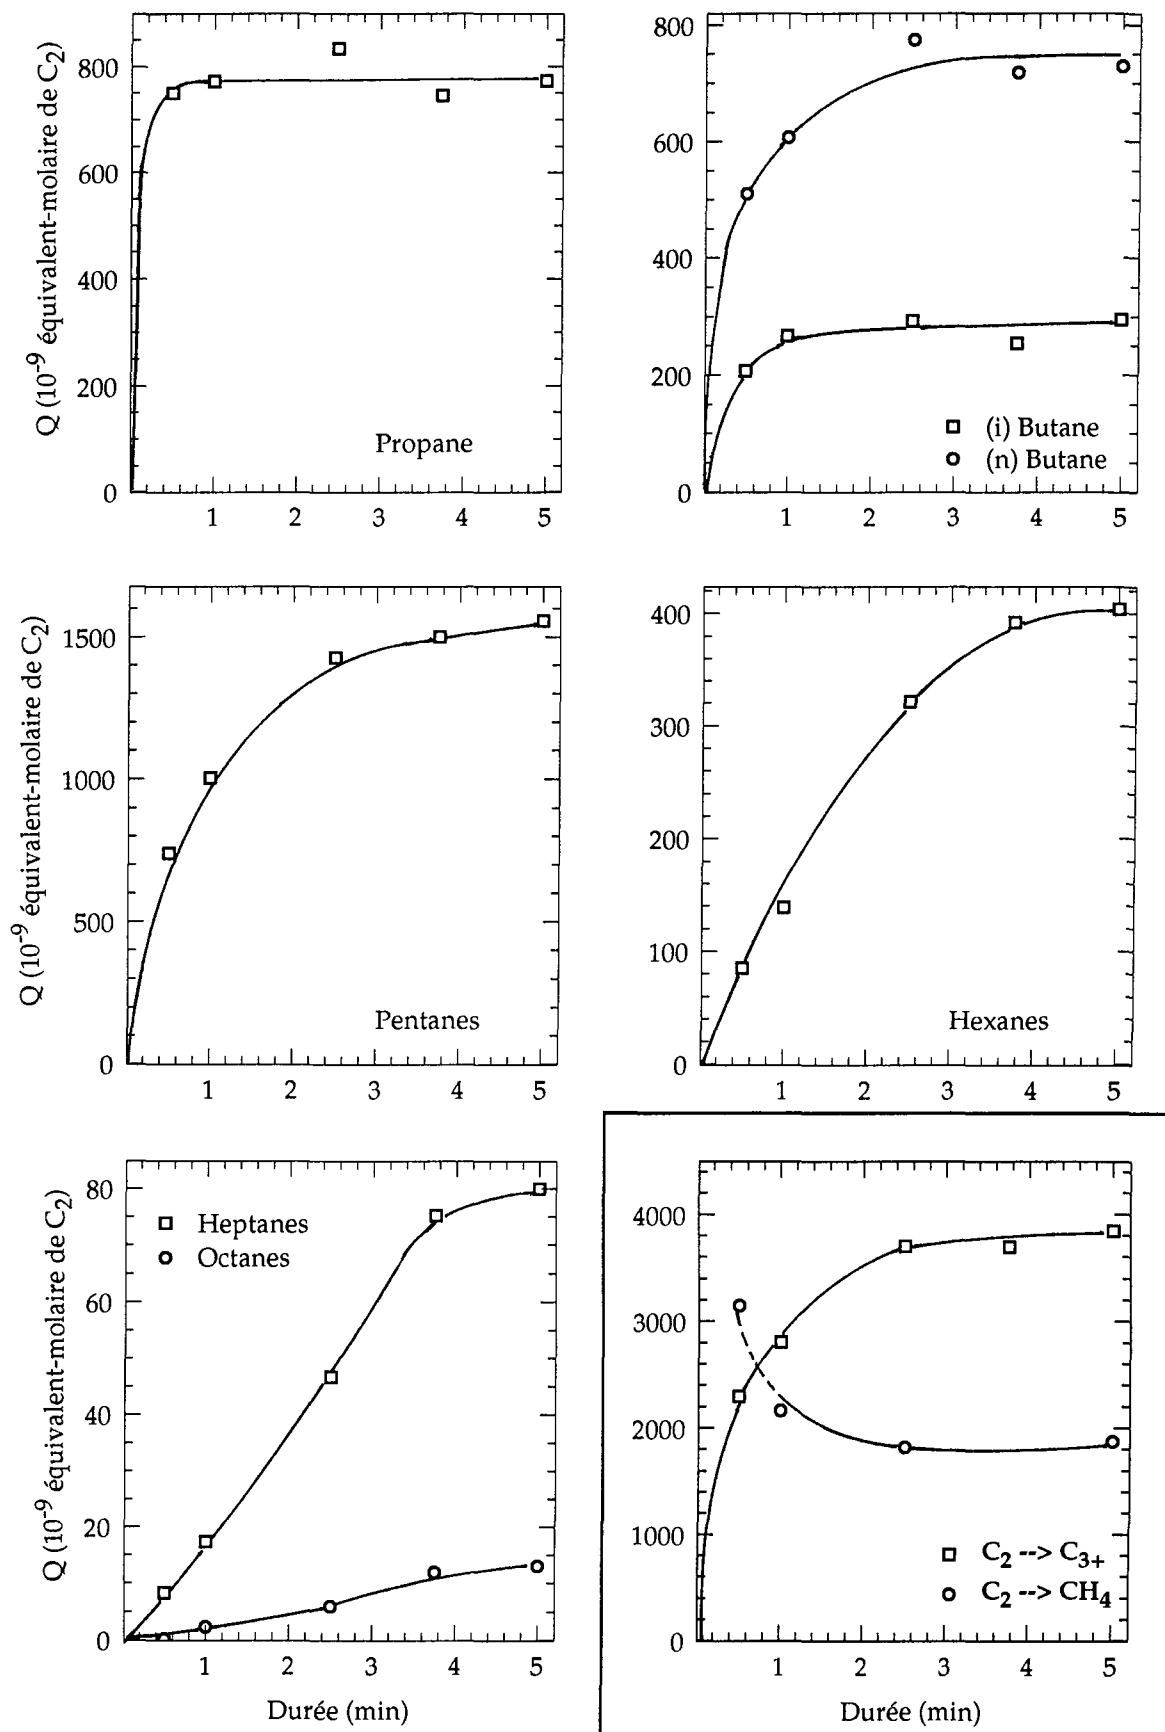 Q (10⁻⁹ équivalent-molaire de C₂)
800
600
400
200
0
Propane
1 2 3 4 5
800
600
400
200
0
(i) Butane
(n) Butane
1 2 3 4 5
Q (10⁻⁹ équivalent-molaire de C₂)
1500
1000
500
0
Pentanes
1 2 3 4 5
400
300
200
100
0
Hexanes
1 2 3 4 5
Q (10⁻⁹ équivalent-molaire de C₂)
80
60
40
20
0
Heptanes
Octanes
1 2 3 4 5
Durée (min)
4000
3000
2000
1000
0
C₂ --> C₃₊
C₂ --> CH₄
1 2 3 4 5
Durée (min)